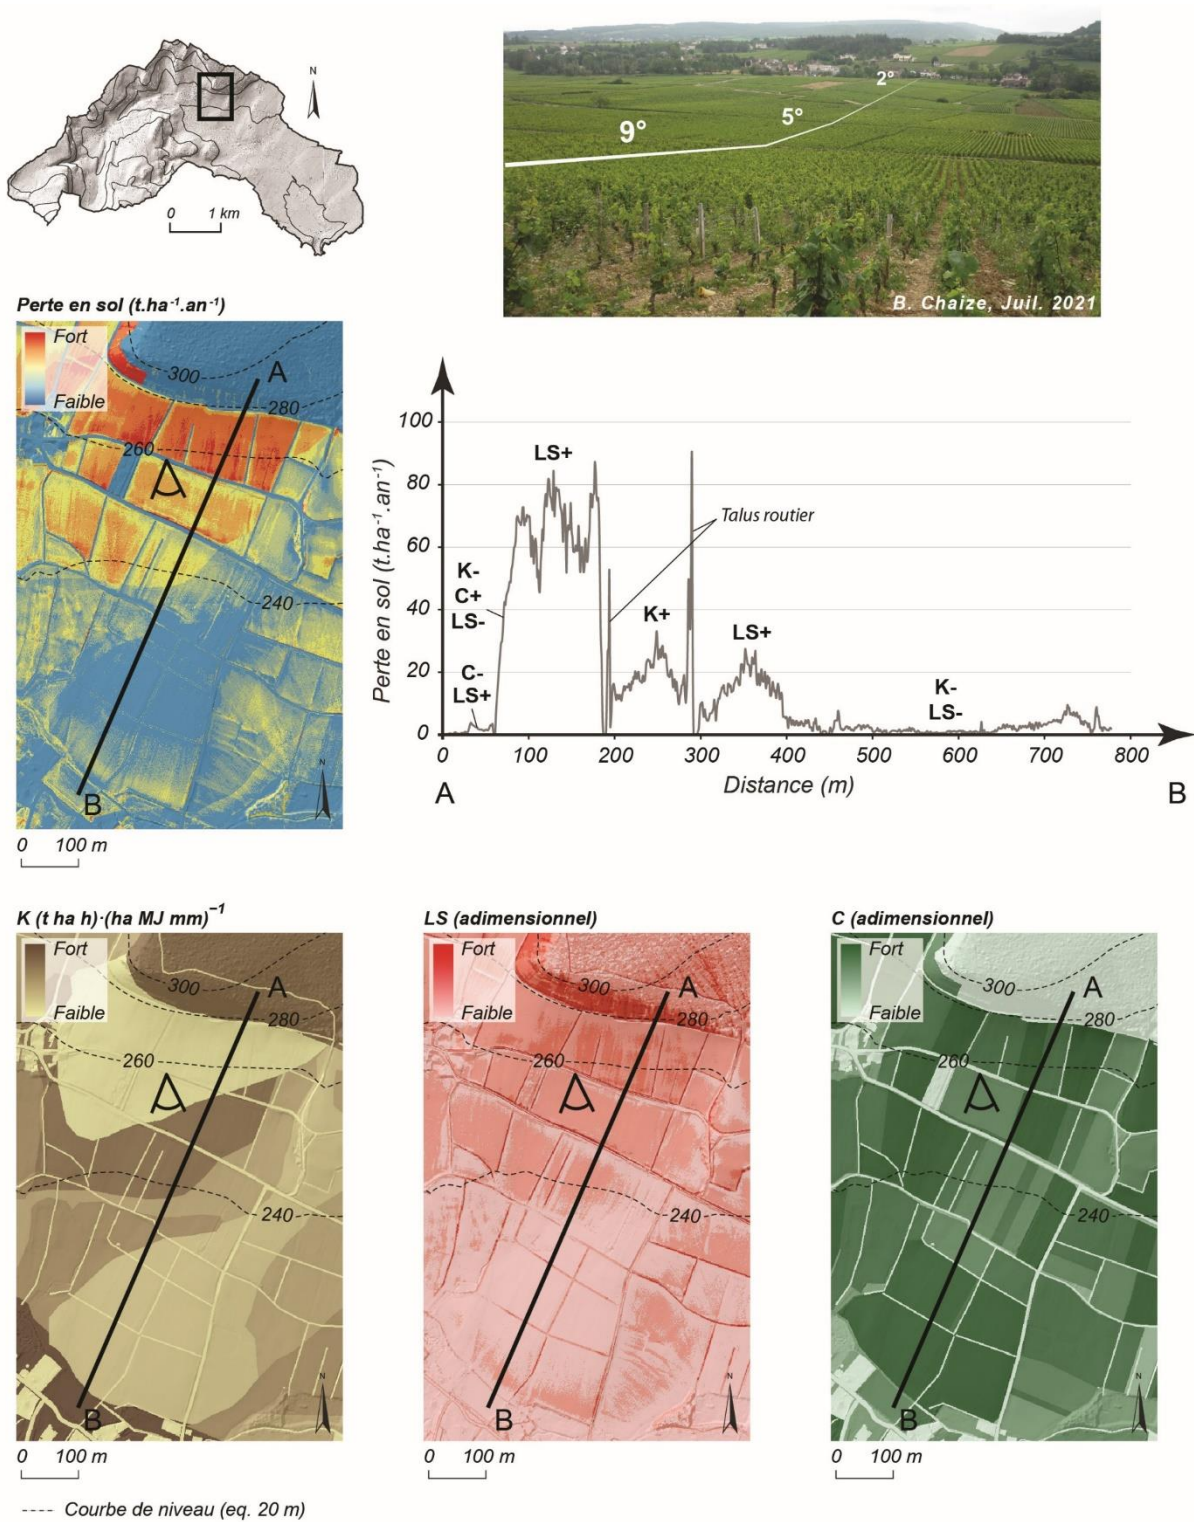 N
0 1 km
2°
5°
9°
B. Chaize, Juil. 2021
Perte en sol (t.ha⁻¹.an⁻¹)
Fort
Faible
300
A
280
260
240
B
N
0 100 m
Perte en sol (t.ha⁻¹.an⁻¹)
100
80
60
40
20
0
LS+
Talus routier
K-
C+
LS-
K+
LS+
C-
LS+
K-
LS-
0 100 200 300 400 500 600 700 800
A Distance (m) B
K (t ha h)·(ha MJ mm)⁻¹
Fort
Faible
300
A
280
260
240
B
N
0 100 m
LS (adimensionnel)
Fort
Faible
300
A
280
260
240
B
N
0 100 m
C (adimensionnel)
Fort
Faible
300
A
280
260
240
B
N
0 100 m
---- Courbe de niveau (eq. 20 m)